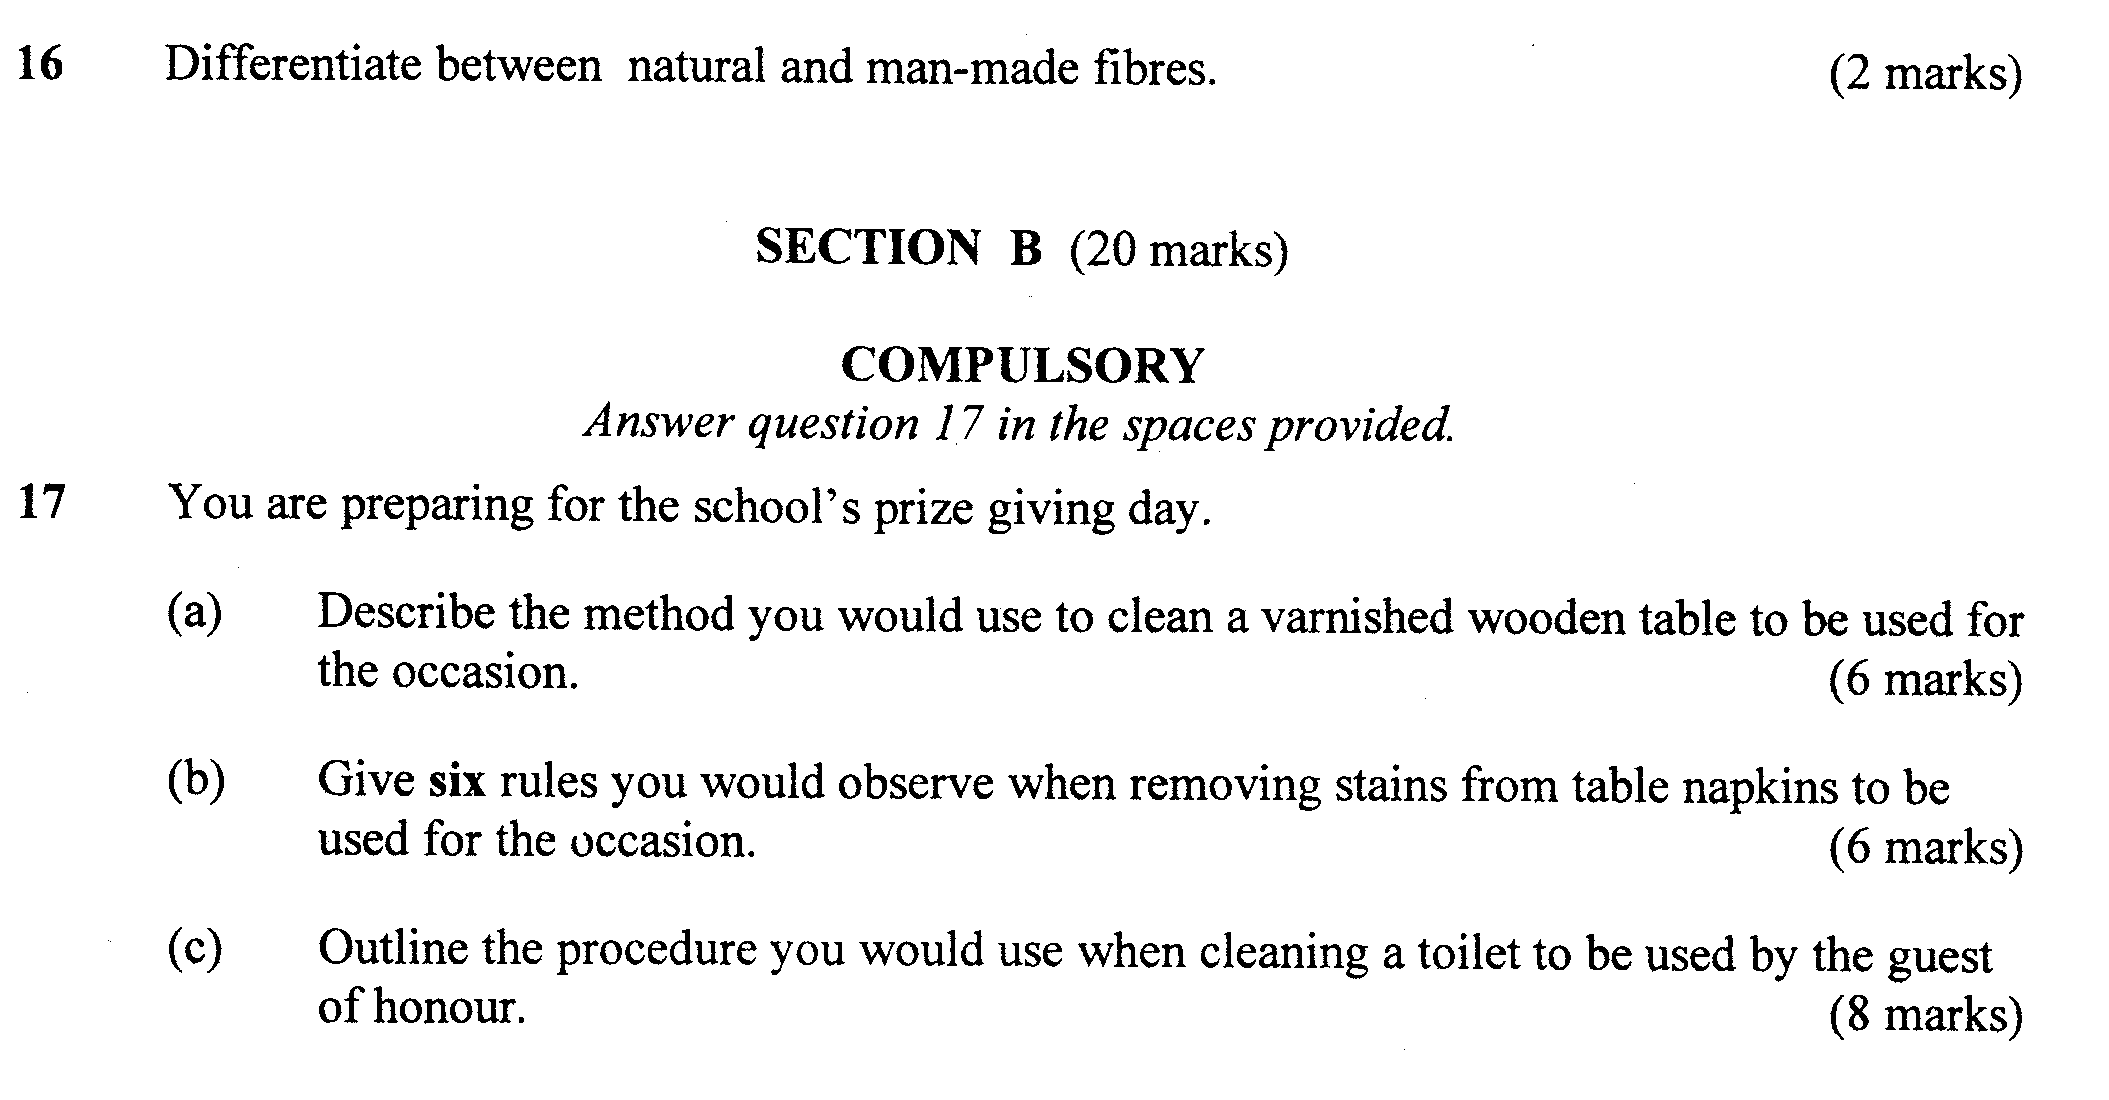 16 Differentiate between natural and man-made fibres. (2 marks)
SECTION B (20 marks)
COMPULSORY
Answer question 17 in the spaces provided.
17 You are preparing for the school's prize giving day.
(a) Describe the method you would use to clean a varnished wooden table to be used for
the occasion. (6 marks)
(b) Give six rules you would observe when removing stains from table napkins to be
used for the occasion. (6 marks)
(c) Outline the procedure you would use when cleaning a toilet to be used by the guest
of honour. (8 marks)